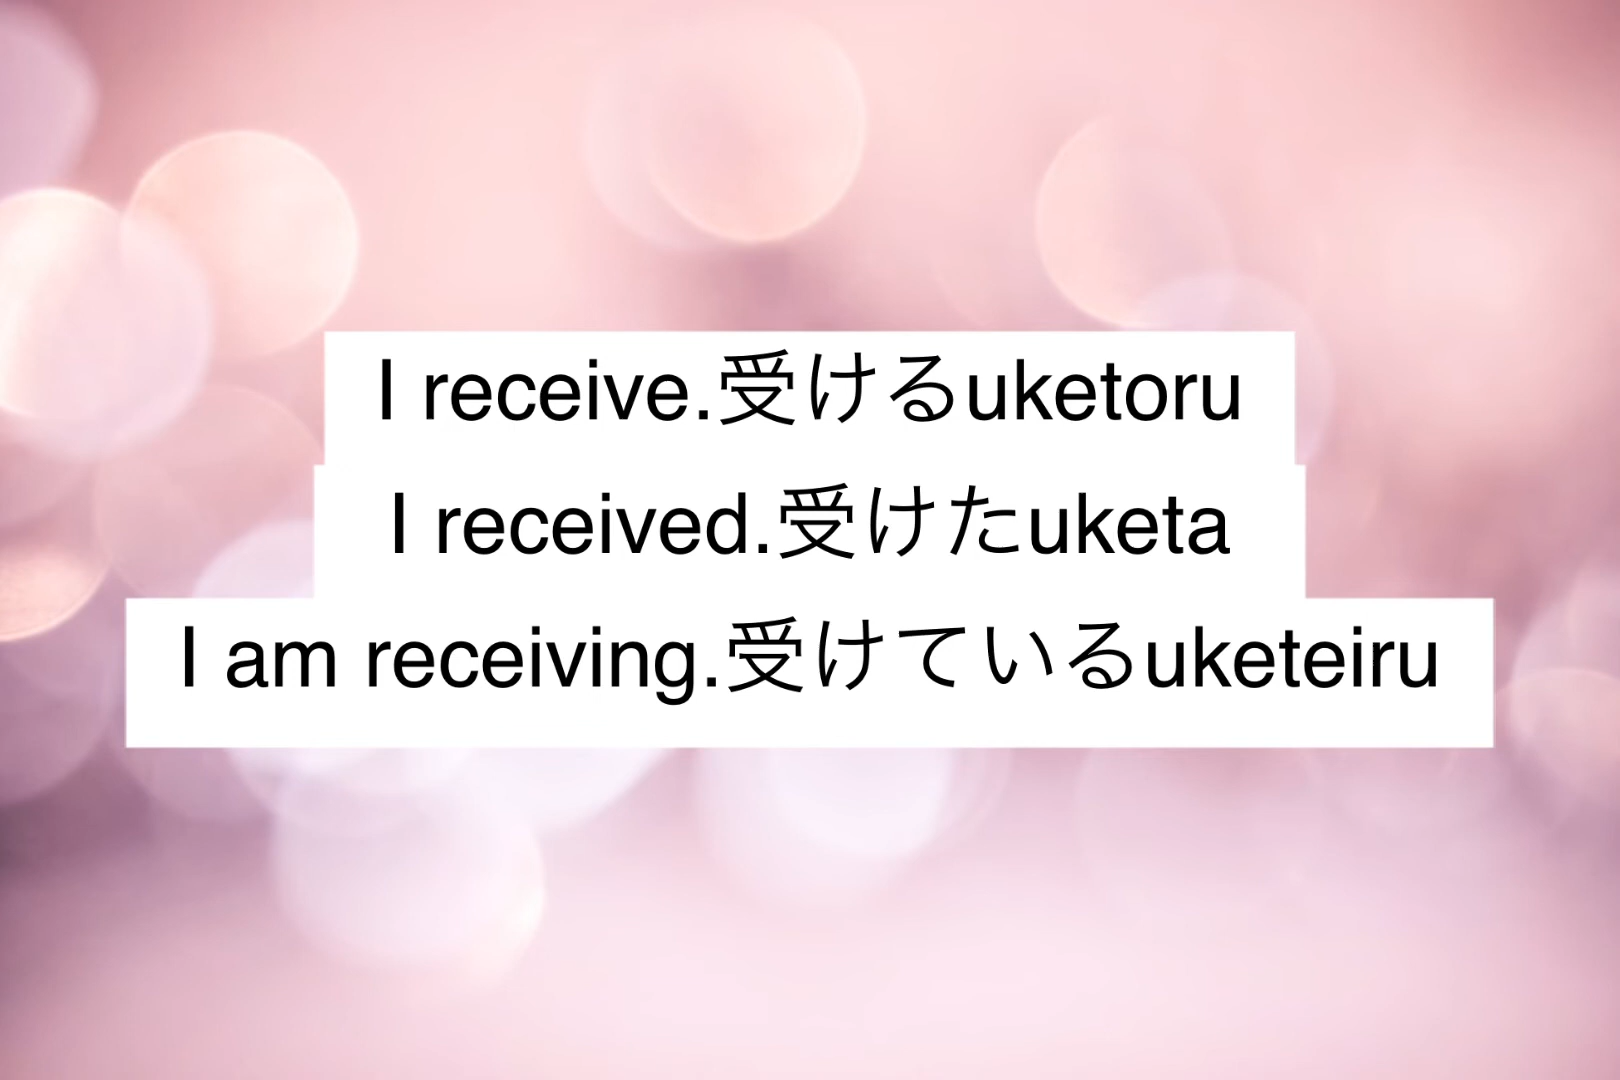 I receive.受けるuketoru
I received.受けたuketa
I am receiving.受けているuketeiru